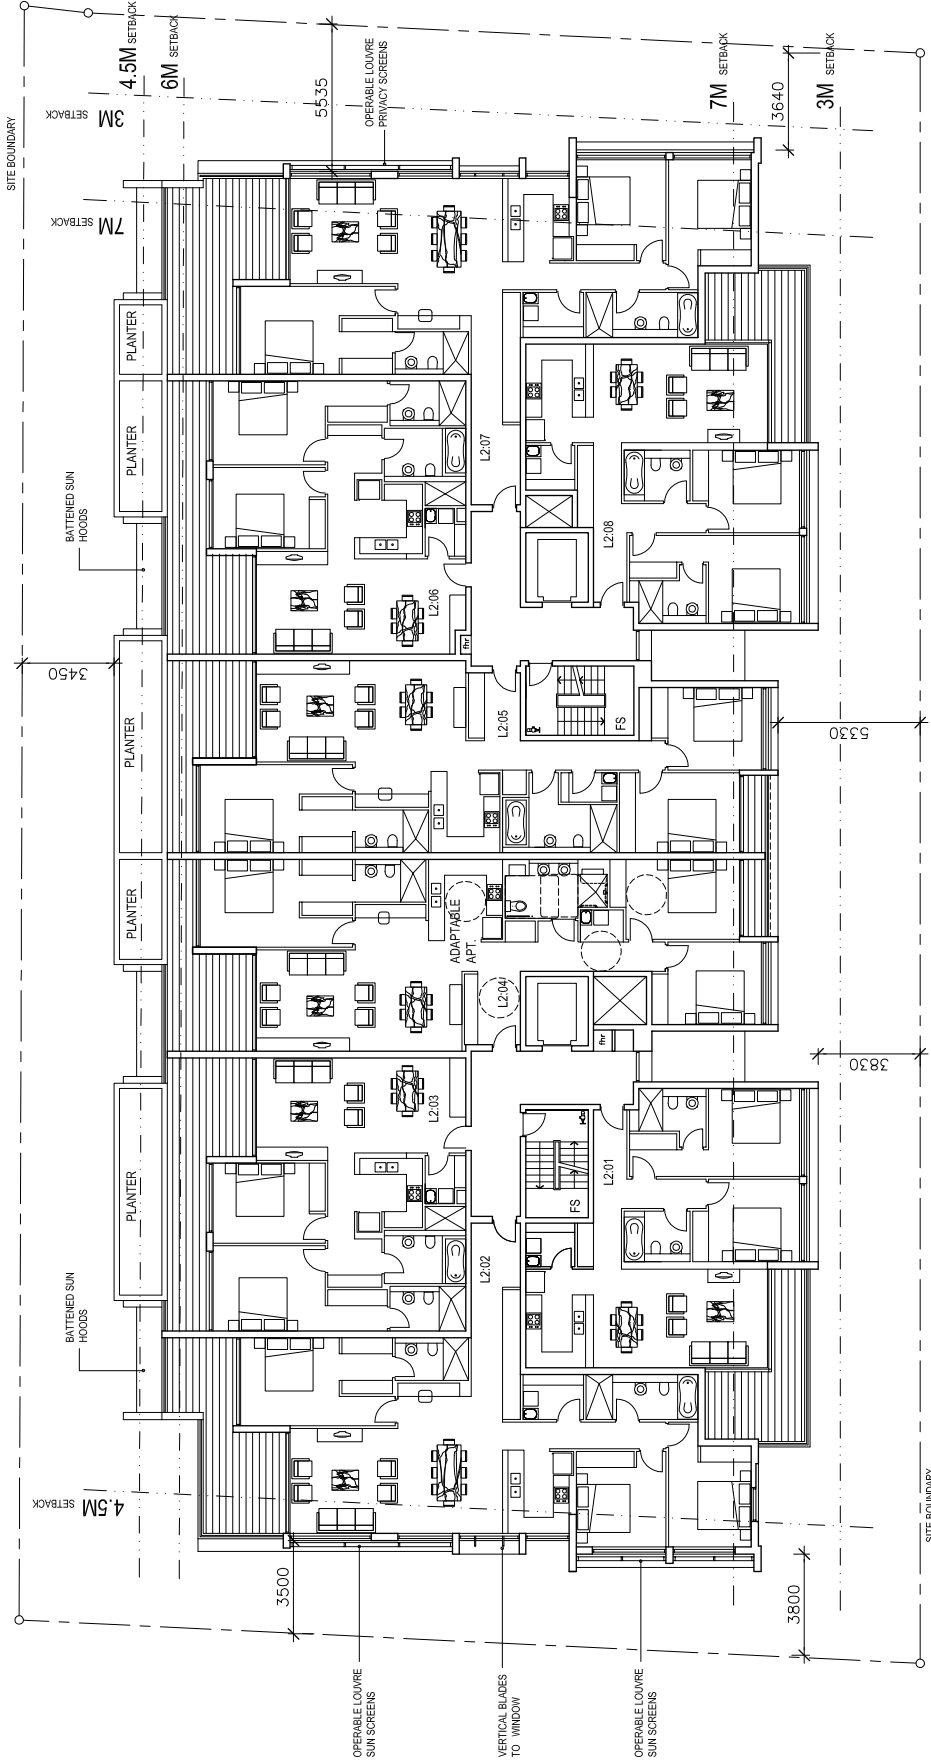 SITE BOUNDARY
4.5M SETBACK
6M SETBACK
3M SETBACK
7M SETBACK
5535
OPERABLE LOUVRE
PRIVACY SCREENS
7M SETBACK
3640
3M SETBACK
PLANTER
PLANTER
BATTENED SUN
HOODS
L2:07
L2:08
L2:06
fhr
3450
PLANTER
L2:05
FS
5330
PLANTER
ADAPTABLE
APT.
L2:04
fhr
3830
L2:03
PLANTER
L2:01
FS
L2:02
BATTENED SUN
HOODS
4.5M SETBACK
3500
3800
SITE BOUNDARY
OPERABLE LOUVRE
SUN SCREENS
VERTICAL BLADES
TO WINDOW
OPERABLE LOUVRE
SUN SCREENS